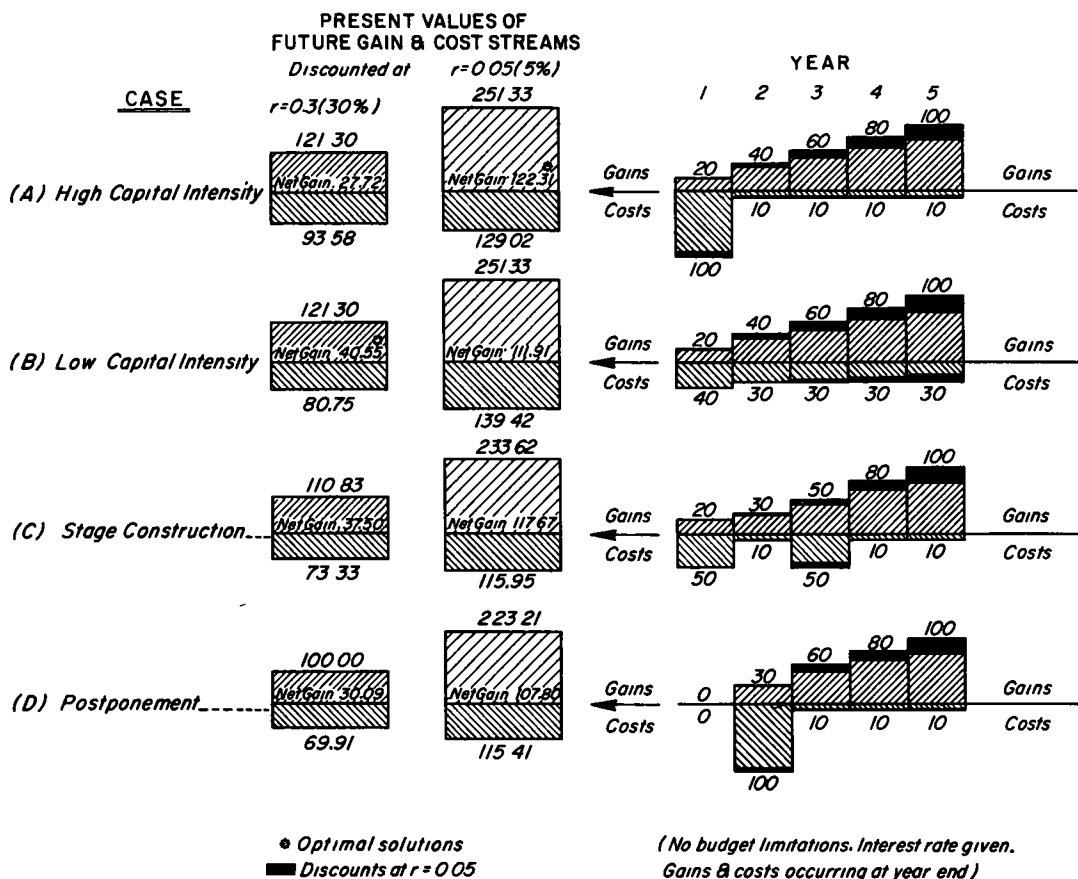 PRESENT VALUES OF
FUTURE GAIN & COST STREAMS
Discounted at r=0 05(5%)
YEAR
CASE
r=0.3(30%)
1 2 3 4 5
121 30
251 33
20 40 60 80 100
(A) High Capital Intensity
Net Gain. 27.72
Net Gain 122.31
Gains
Gains
Costs
Costs
93 58
129 02
100 10 10 10 10
121 30
251 33
20 40 60 80 100
(B) Low Capital Intensity
Net Gain 40.55
Net Gain 111.91
Gains
Gains
Costs
Costs
80.75
139 42
40 30 30 30 30
110 83
233 62
20 30 50 80 100
(C) Stage Construction
Net Gain. 37.50
Net Gain 117 67
Gains
Gains
Costs
Costs
73 33
115.95
50 10 50 10 10
100 00
223 21
0 30 60 80 100
(D) Postponement
Net Gain 30.09
Net Gain 107.80
Gains
Gains
0
Costs
Costs
69.91
115 41
100 10 10 10
Optimal solutions
Discounts at r = 0 05
(No budget limitations. Interest rate given.
Gains & costs occurring at year end)